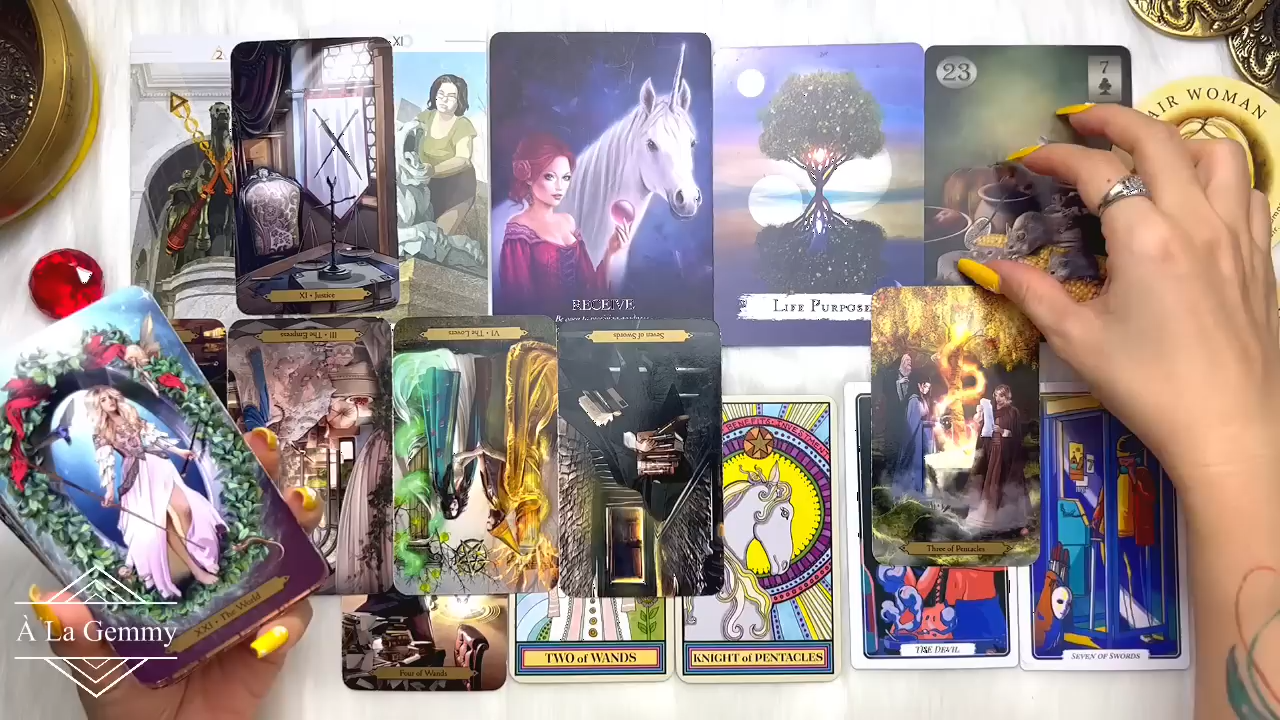 XI
23
7
AIR WOMAN
XI • Justice
RECEIVE
LIFE PURPOSE
III • The Empress
VI • The Lovers
Seven of Swords
BENEFITS • INVESTMENT
Three of Pentacles
XXI • The World
À LA GEMMY
Four of Wands
TWO of WANDS
KNIGHT of PENTACLES
THE DEVIL
SEVEN OF SWORDS